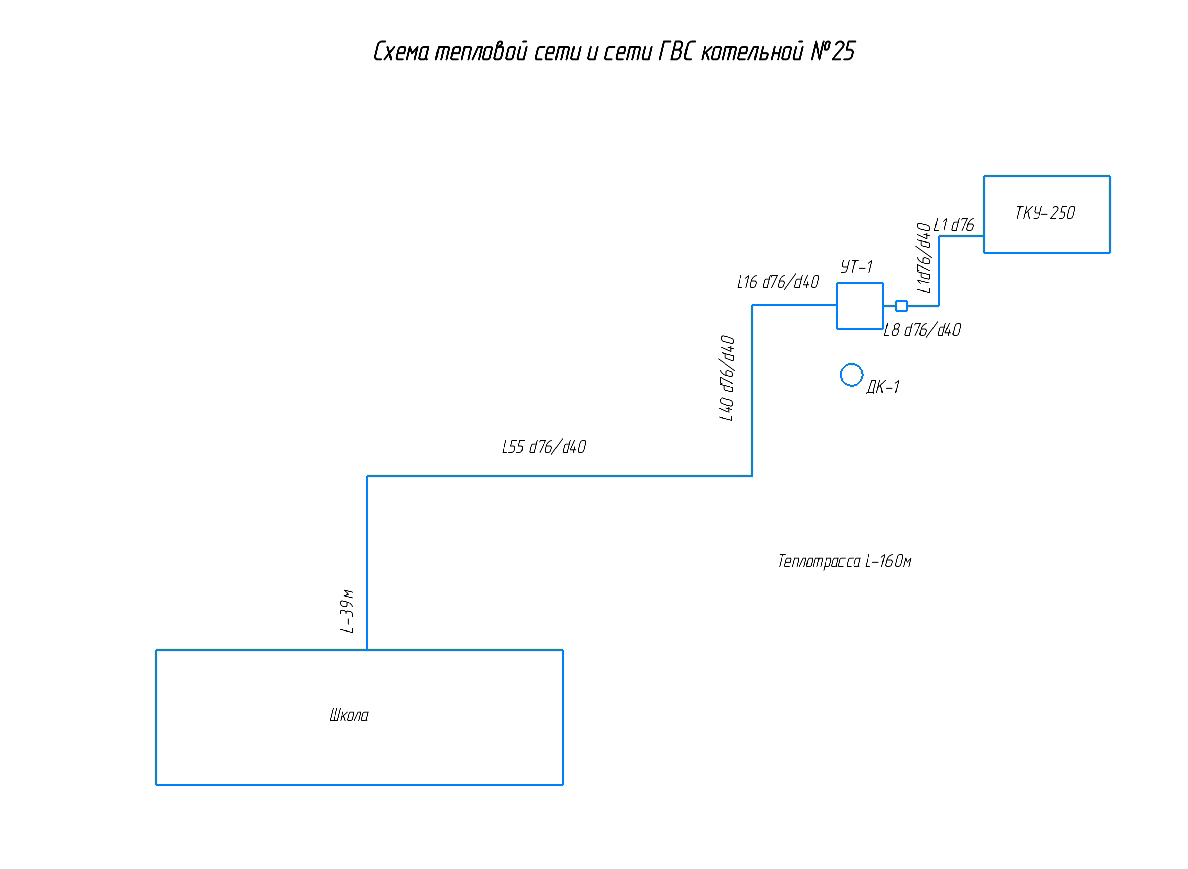 Схема тепловой сети и сети ГВС котельной №25
ТКУ-250
L1 d76
L1d76/d40
УТ-1
L16 d76/d40
L8 d76/d40
L40 d76/d40
ДК-1
L55 d76/d40
Теплотрасса L-160м
L-39м
Школа